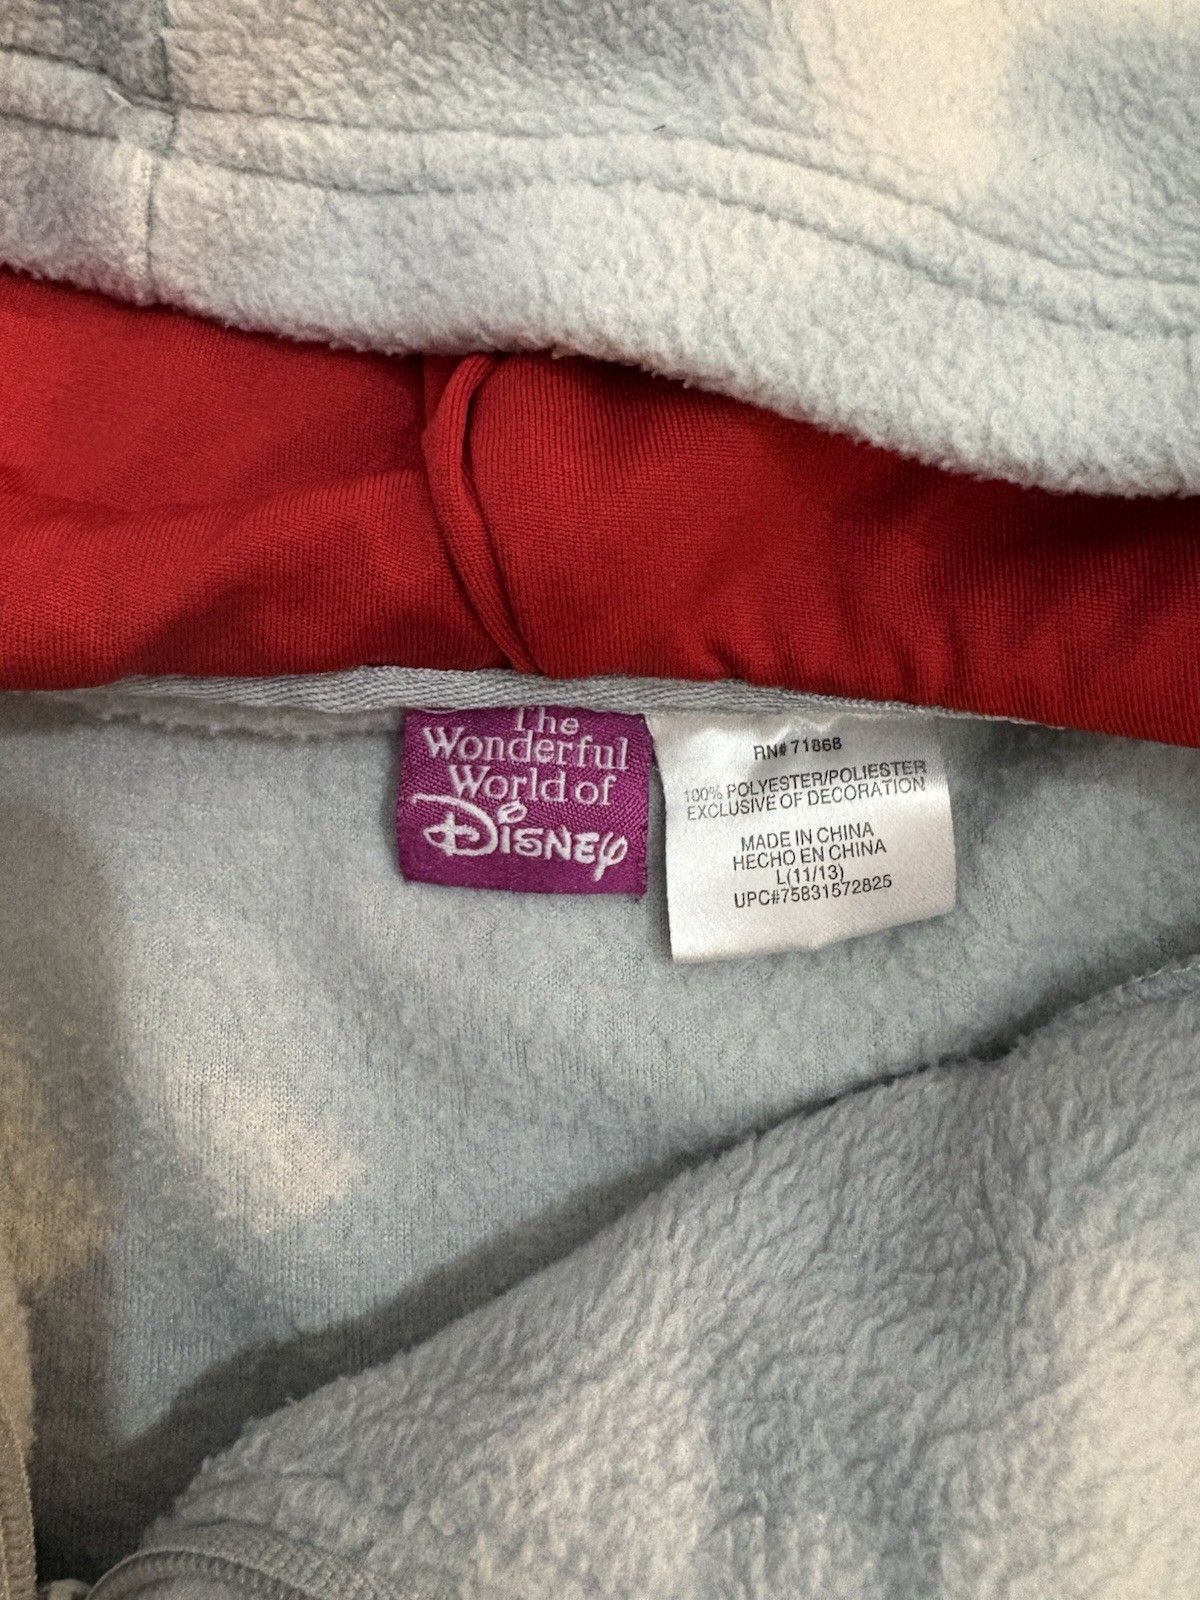 The
Wonderful
World of
Disney
RN# 71868
100% POLYESTER/POLIESTER
EXCLUSIVE OF DECORATION
MADE IN CHINA
HECHO EN CHINA
L(11/13)
UPC#75831572825